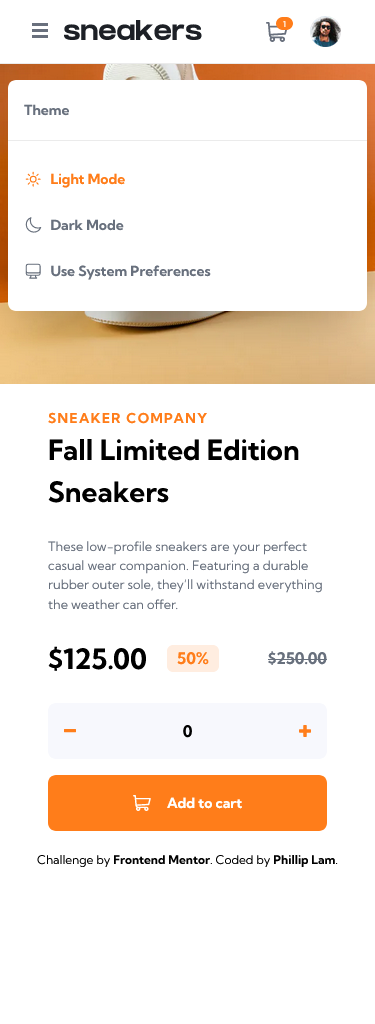 sneakers
1
Theme
Light Mode
Dark Mode
Use System Preferences
SNEAKER COMPANY
Fall Limited Edition
Sneakers
These low-profile sneakers are your perfect
casual wear companion. Featuring a durable
rubber outer sole, they'll withstand everything
the weather can offer.
$125.00 50% $250.00
0
Add to cart
Challenge by Frontend Mentor. Coded by Phillip Lam.